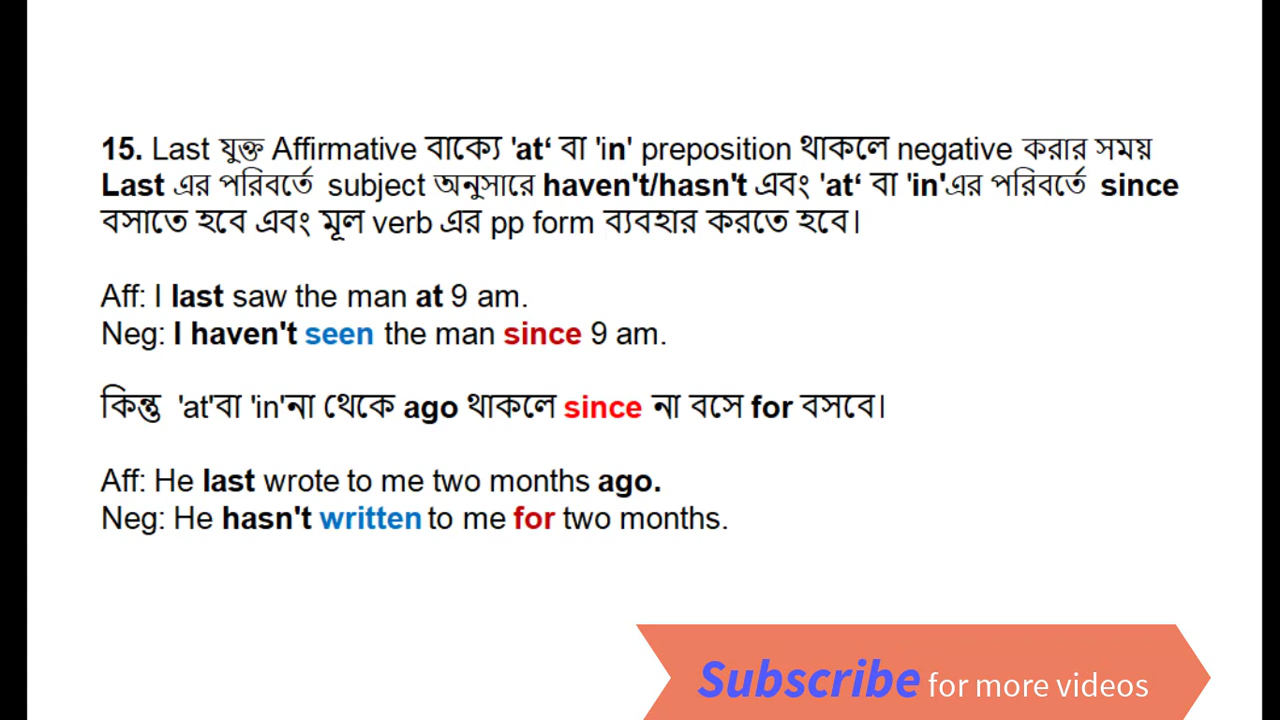 15. Last যুক্ত Affirmative বাক্যে 'at‘ বা 'in' preposition থাকলে negative করার সময়
Last এর পরিবর্তে subject অনুসারে haven't/hasn't এবং 'at‘ বা 'in'এর পরিবর্তে since
বসাতে হবে এবং মূল verb এর pp form ব্যবহার করতে হবে।
Aff: I last saw the man at 9 am.
Neg: I haven't seen the man since 9 am.
কিন্তু 'at'বা 'in'না থেকে ago থাকলে since না বসে for বসবে।
Aff: He last wrote to me two months ago.
Neg: He hasn't written to me for two months.
Subscribe for more videos